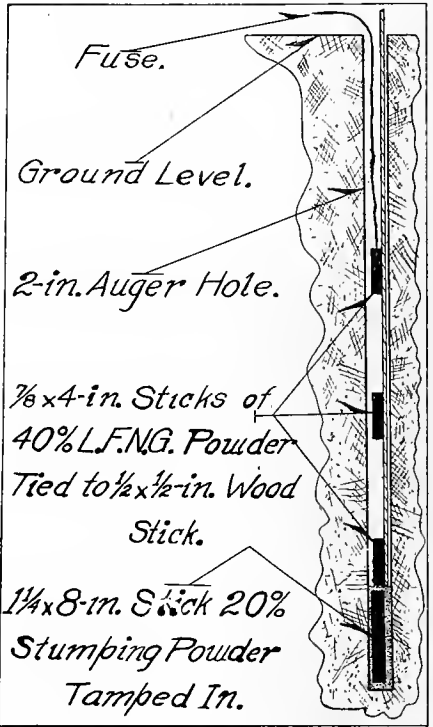 Fuse.
Ground Level.
2-in. Auger Hole.
7/8 x 4-in. Sticks of
40% L.F.N.G. Powder
Tied to 1/2 x 1/2-in. Wood
Stick.
1 1/4 x 8-in. Stick 20%
Stumping Powder
Tamped In.